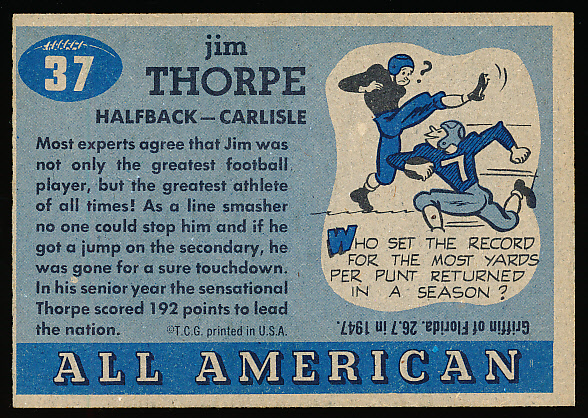 37
jim
THORPE
HALFBACK — CARLISLE
Most experts agree that Jim was
not only the greatest football
player, but the greatest athlete
of all times! As a line smasher
no one could stop him and if he
got a jump on the secondary, he
was gone for a sure touchdown.
In his senior year the sensational
Thorpe scored 192 points to lead
the nation.
©T.C.G. printed in U.S.A.
?
7
WHO SET THE RECORD
FOR THE MOST YARDS
PER PUNT RETURNED
IN A SEASON?
Griffin of Florida. 26.7 in 1947.
ALL AMERICAN